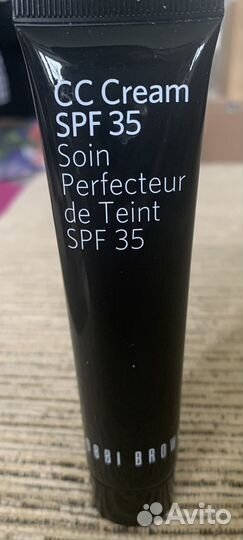 CC Cream
SPF 35
Soin
Perfecteur
de Teint
SPF 35
BOBBI BROWN
Avito